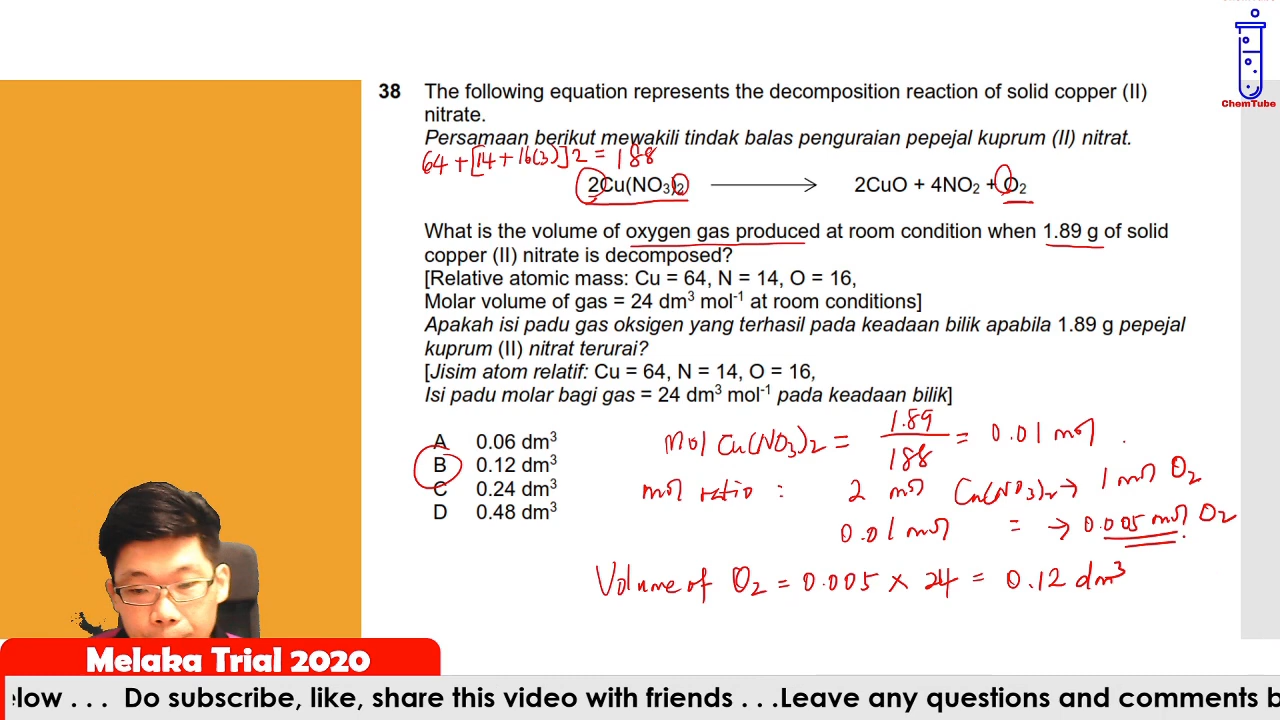 ChemTube
38 The following equation represents the decomposition reaction of solid copper (II)
nitrate.
Persamaan berikut mewakili tindak balas penguraian pepejal kuprum (II) nitrat.
64 + [14 + 16(3)] 2 = 188
2Cu(NO₃)₂ ⟶ 2CuO + 4NO₂ + O₂
What is the volume of oxygen gas produced at room condition when 1.89 g of solid
copper (II) nitrate is decomposed?
[Relative atomic mass: Cu = 64, N = 14, O = 16,
Molar volume of gas = 24 dm³ mol⁻¹ at room conditions]
Apakah isi padu gas oksigen yang terhasil pada keadaan bilik apabila 1.89 g pepejal
kuprum (II) nitrat terurai?
[Jisim atom relatif: Cu = 64, N = 14, O = 16,
Isi padu molar bagi gas = 24 dm³ mol⁻¹ pada keadaan bilik]
A 0.06 dm³
B 0.12 dm³
C 0.24 dm³
D 0.48 dm³
Mol Cu(NO₃)₂ = 1.89 / 188 = 0.01 mol
mol ratio : 2 mol Cu(NO₃)₂ → 1 mol O₂
0.01 mol = → 0.005 mol O₂
Volume of O₂ = 0.005 × 24 = 0.12 dm³
Melaka Trial 2020
low . . . Do subscribe, like, share this video with friends . . .Leave any questions and comments b